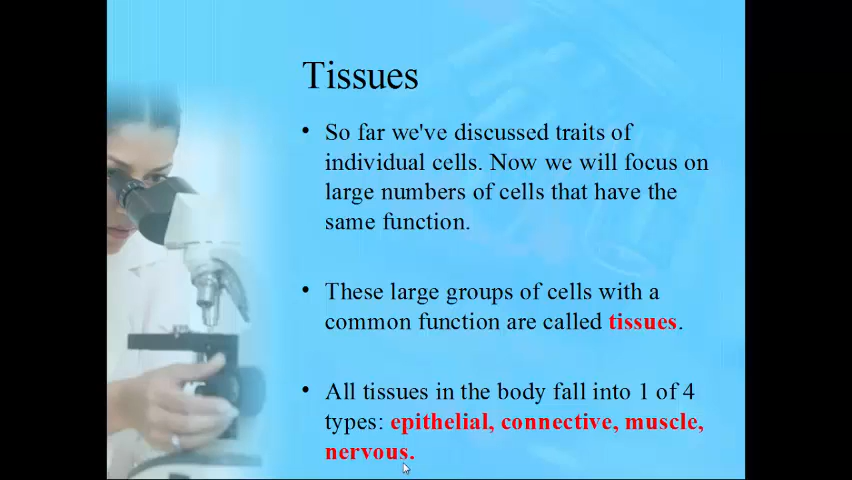 Tissues
• So far we've discussed traits of
individual cells. Now we will focus on
large numbers of cells that have the
same function.
• These large groups of cells with a
common function are called tissues.
• All tissues in the body fall into 1 of 4
types: epithelial, connective, muscle,
nervous.